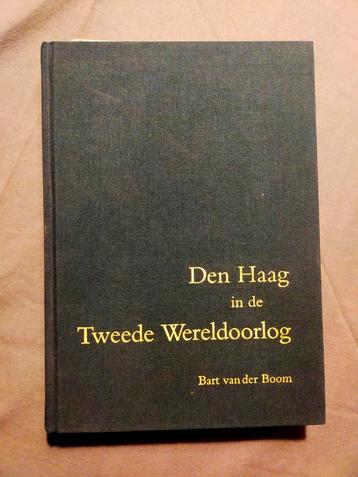 Den Haag
in de
Tweede Wereldoorlog
Bart van der Boom